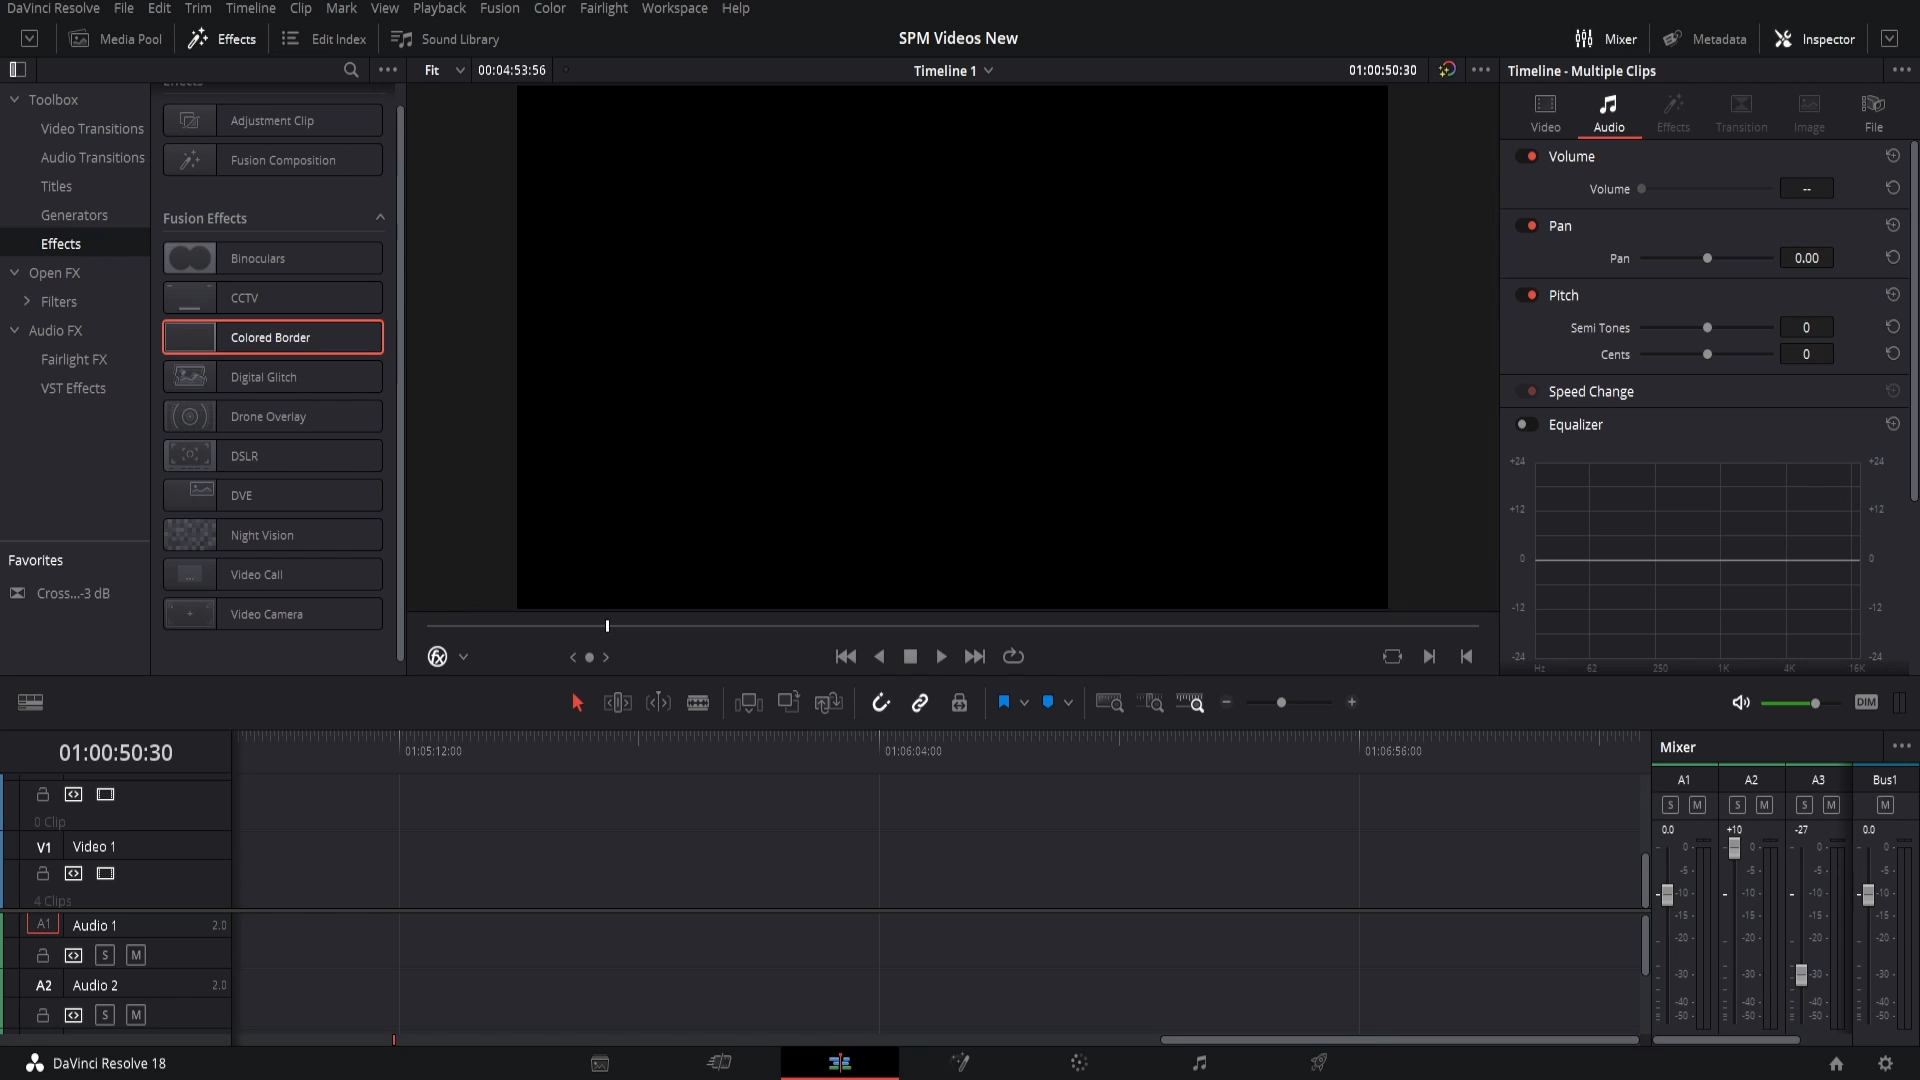 DaVinci Resolve File Edit Trim Timeline Clip Mark View Playback Fusion Color Fairlight Workspace Help
Media Pool Effects Edit Index Sound Library SPM Videos New Mixer Metadata Inspector
Fit 00:04:53:56 Timeline 1 01:00:50:30 Timeline - Multiple Clips
Toolbox
Video Transitions
Audio Transitions
Titles
Generators
Effects
Open FX
Filters
Audio FX
Fairlight FX
VST Effects
Favorites
Cross...-3 dB
Effects
Adjustment Clip
Fusion Composition
Fusion Effects
Binoculars
CCTV
Colored Border
Digital Glitch
Drone Overlay
DSLR
DVE
Night Vision
Video Call
Video Camera
Video Audio Effects Transition Image File
Volume
Volume --
Pan
Pan 0.00
Pitch
Semi Tones 0
Cents 0
Speed Change
Equalizer
+24 +24
+12 +12
0 0
-12 -12
-24 -24
Hz 62 250 1K 4K 16K
DIM
01:00:50:30
01:05:12:00 01:06:04:00 01:06:56:00
0 Clip
V1 Video 1
4 Clips
A1 Audio 1 2.0
S M
A2 Audio 2 2.0
S M
Mixer
A1 A2 A3 Bus1
S M S M S M M
0.0 +10 -27 0.0
0 0 0 0
-5 -5 -5 -5
-10 -10 -10 -10
-15 -15 -15 -15
-20 -20 -20 -20
-30 -30 -30 -30
-40 -40 -40 -40
-50 -50 -50 -50
DaVinci Resolve 18